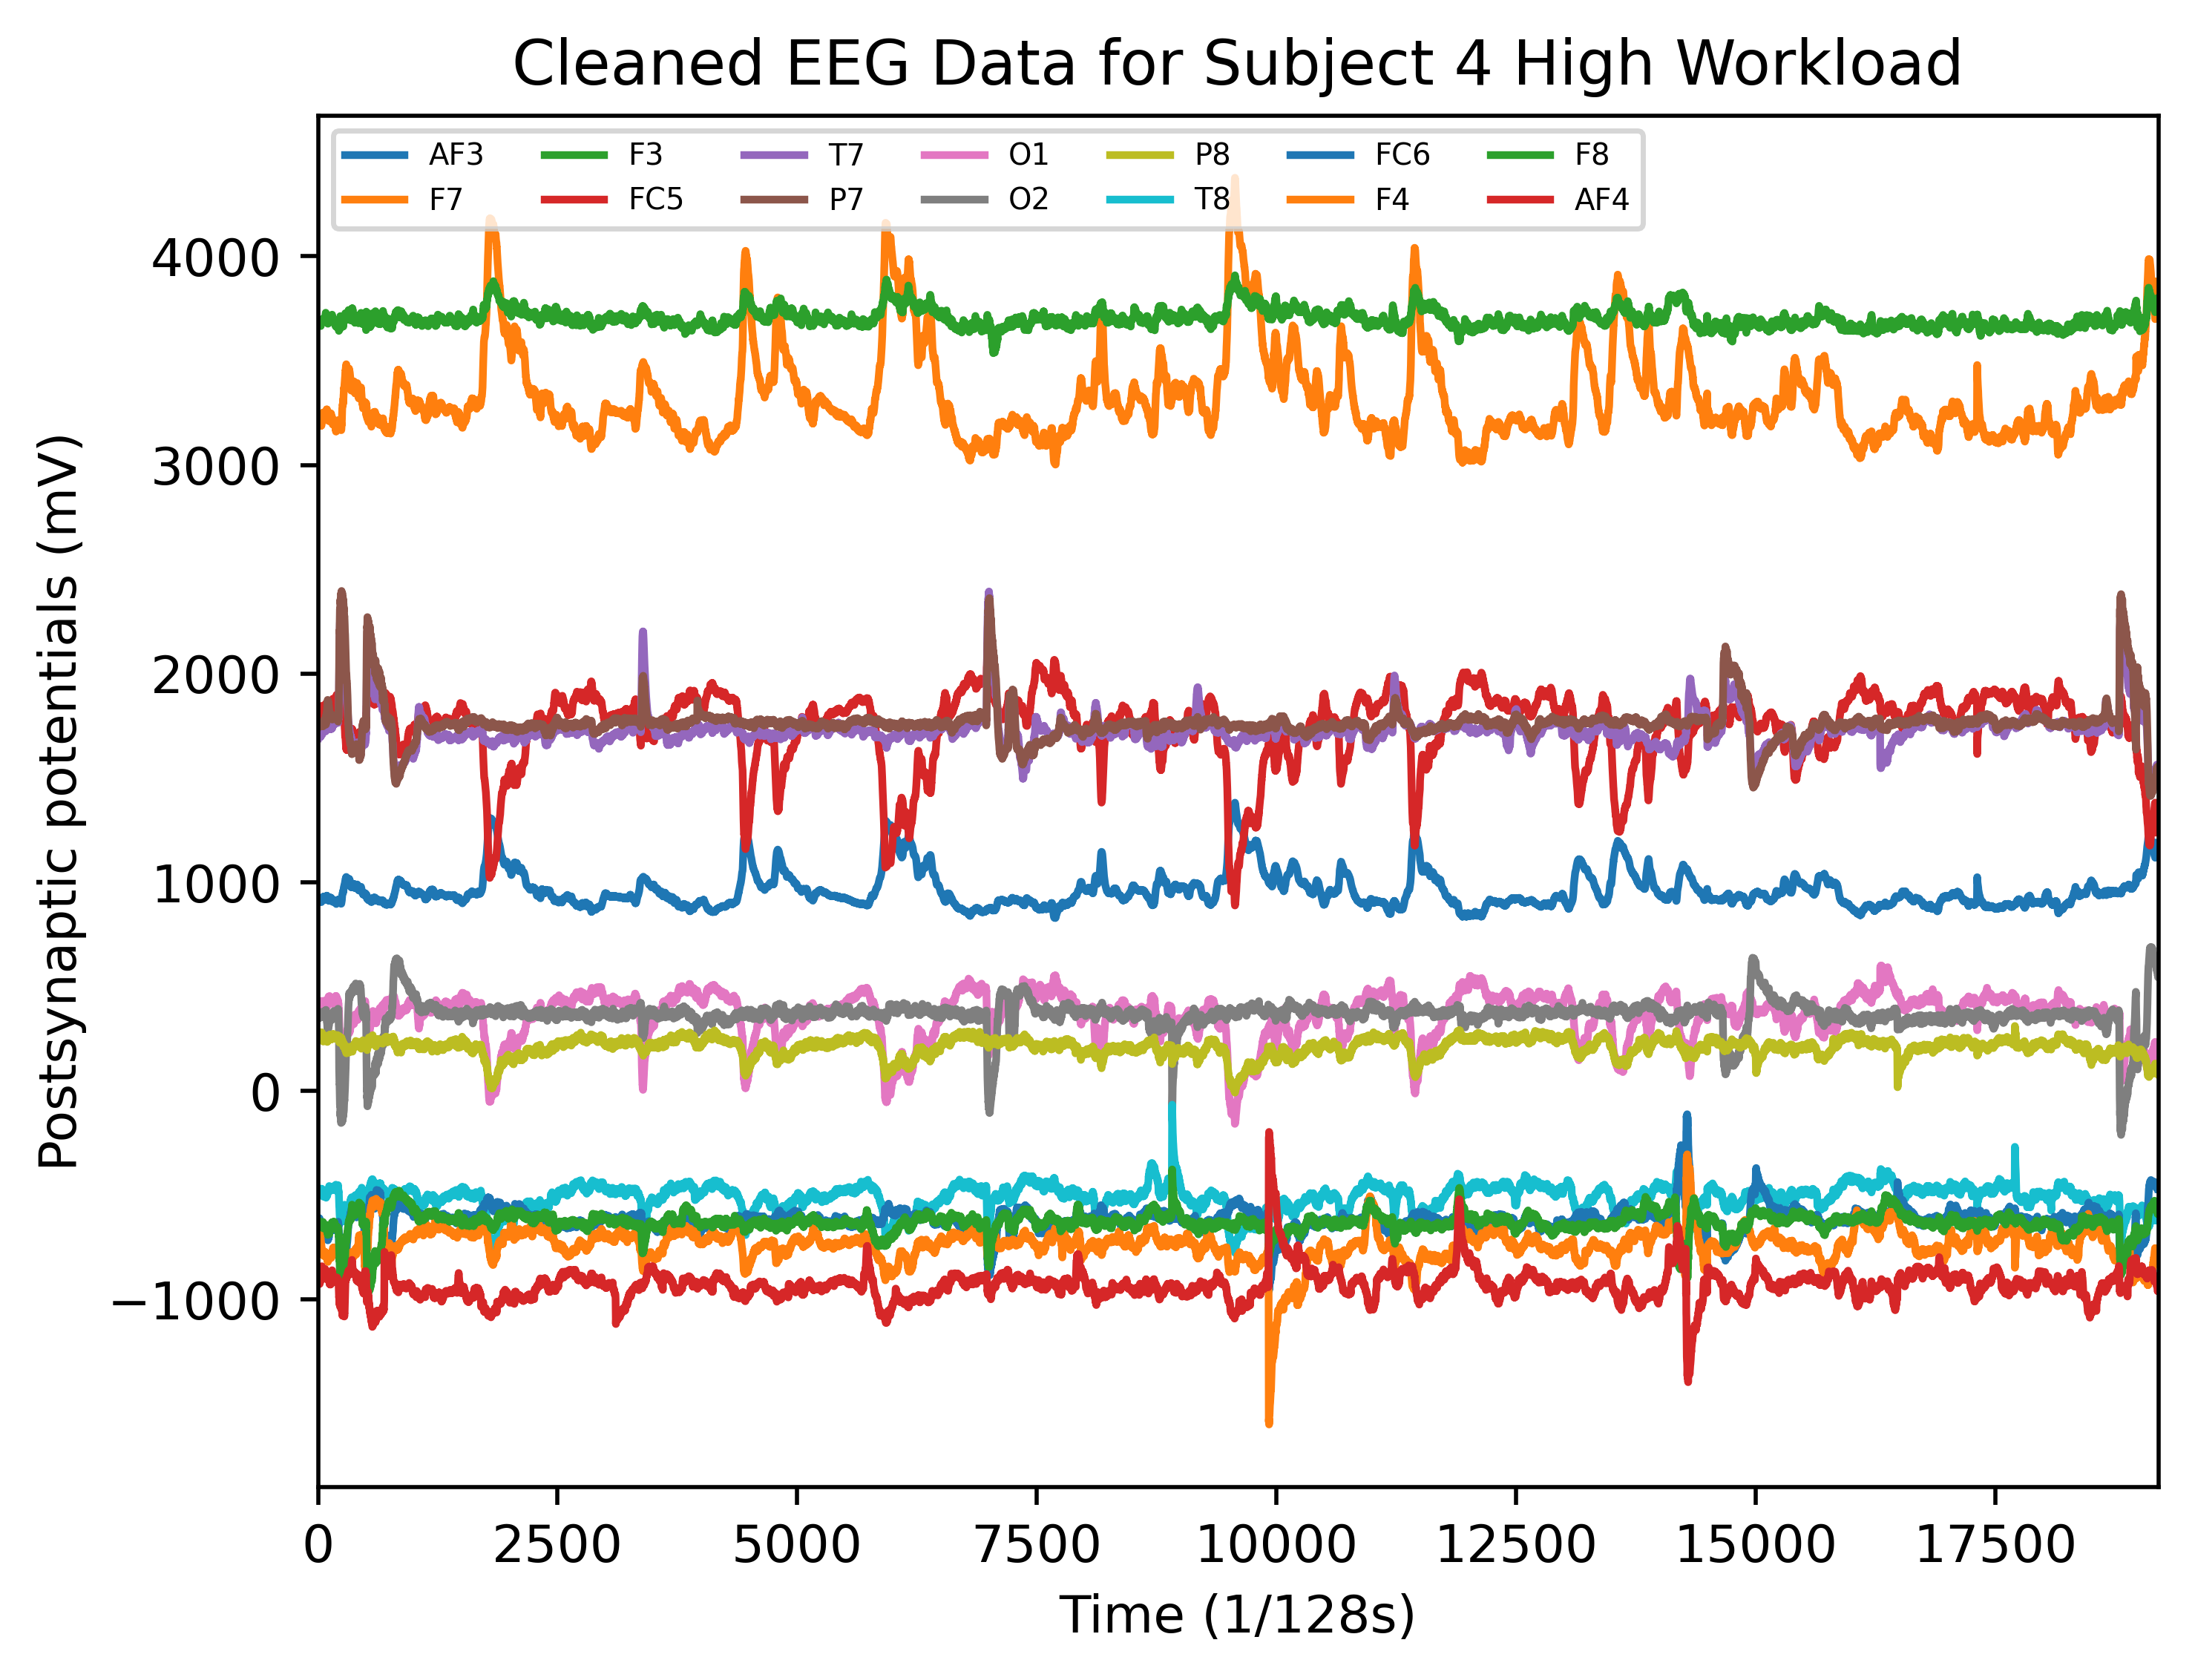 Cleaned EEG Data for Subject 4 High Workload
AF3 F3 T7 O1 P8 FC6 F8
F7 FC5 P7 O2 T8 F4 AF4
4000
3000
2000
1000
0
−1000
Postsynaptic potentials (mV)
0 2500 5000 7500 10000 12500 15000 17500
Time (1/128s)